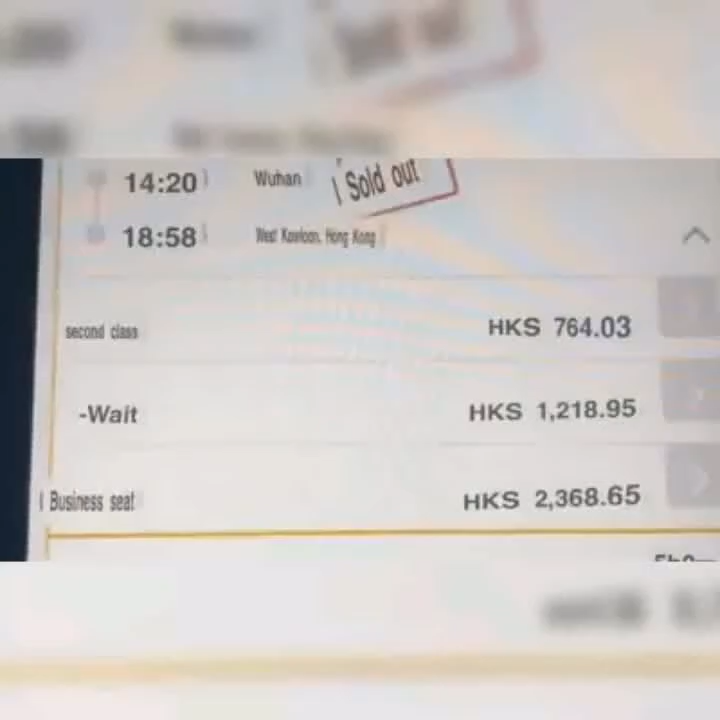 14:20 Wuhan Sold out
18:58 West Kowloon, Hong Kong
second class HK$ 764.03
-Wait HK$ 1,218.95
Business seat HK$ 2,368.65